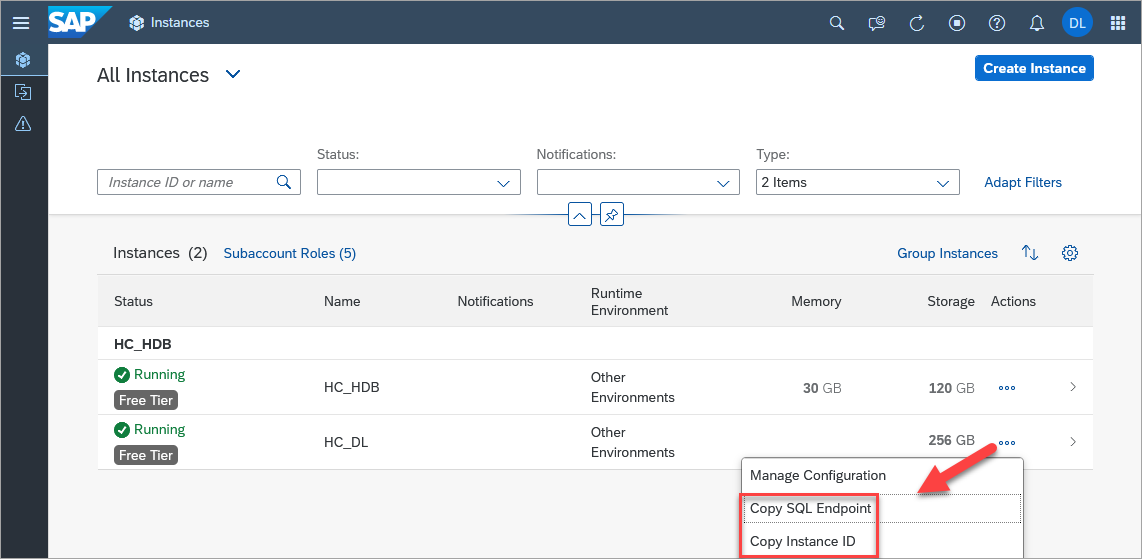 SAP Instances DL
All Instances
Create Instance
Status: Notifications: Type:
Instance ID or name 2 Items Adapt Filters
Instances (2) Subaccount Roles (5) Group Instances
Status Name Notifications Runtime Environment Memory Storage Actions
HC_HDB
Running
Free Tier
HC_HDB
Other
Environments
30 GB
120 GB
Running
Free Tier
HC_DL
Other
Environments
256 GB
Manage Configuration
Copy SQL Endpoint
Copy Instance ID